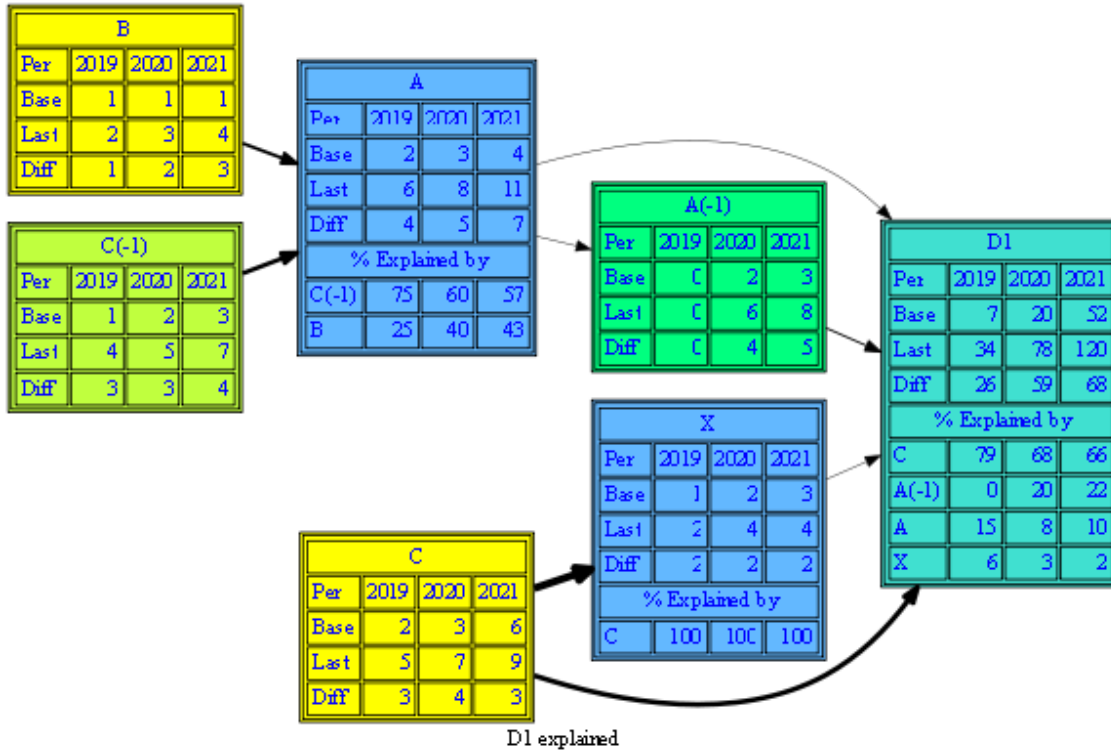 B
Per 2019 2020 2021
Base 1 1 1
Last 2 3 4
Diff 1 2 3
C(-1)
Per 2019 2020 2021
Base 1 2 3
Last 4 5 7
Diff 3 3 4
A
Per 2019 2020 2021
Base 2 3 4
Last 6 8 11
Diff 4 5 7
% Explained by
C(-1) 75 60 57
B 25 40 43
A(-1)
Per 2019 2020 2021
Base 0 2 3
Last 0 6 8
Diff 0 4 5
X
Per 2019 2020 2021
Base 1 2 3
Last 2 4 4
Diff 2 2 2
% Explained by
C 100 100 100
C
Per 2019 2020 2021
Base 2 3 6
Last 5 7 9
Diff 3 4 3
D1
Per 2019 2020 2021
Base 7 20 52
Last 34 78 120
Diff 26 59 68
% Explained by
C 79 68 66
A(-1) 0 20 22
A 15 8 10
X 6 3 2
D1 explained